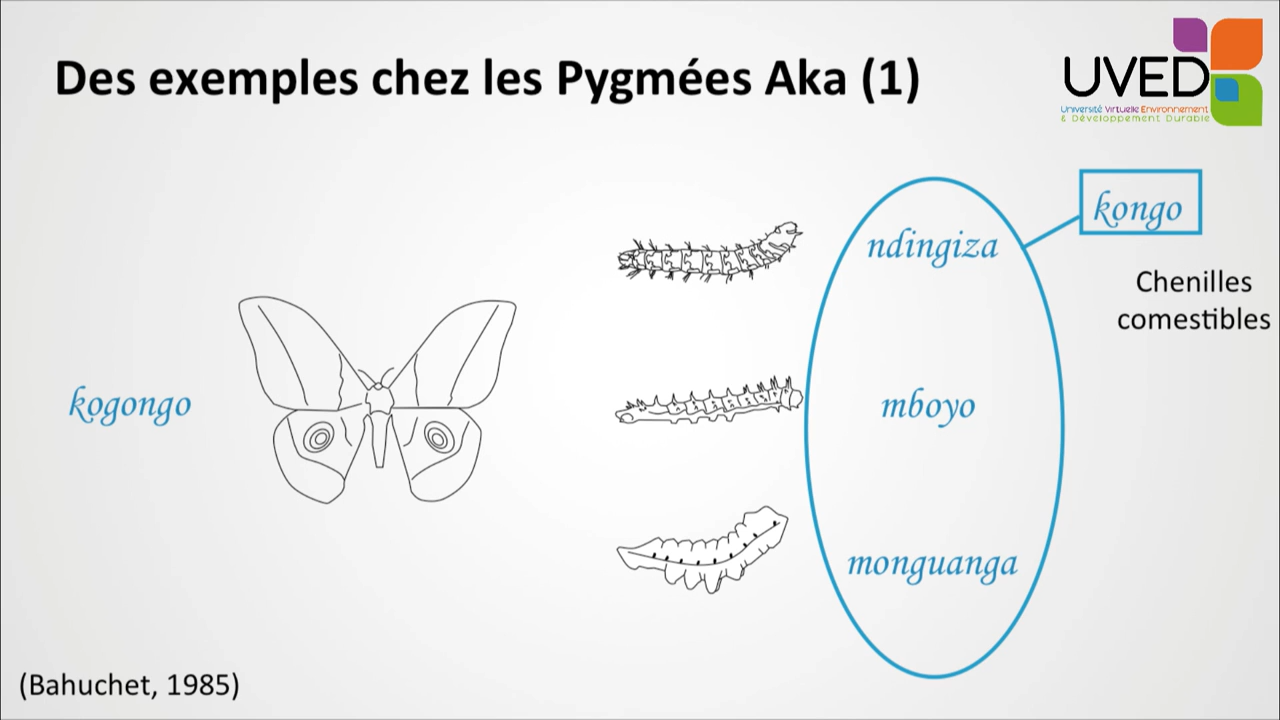 Des exemples chez les Pygmées Aka (1)
UVED
Université Virtuelle Environnement
& Développement Durable
kongo
ndingiza
Chenilles
comestibles
kogongo
mboyo
monguanga
(Bahuchet, 1985)